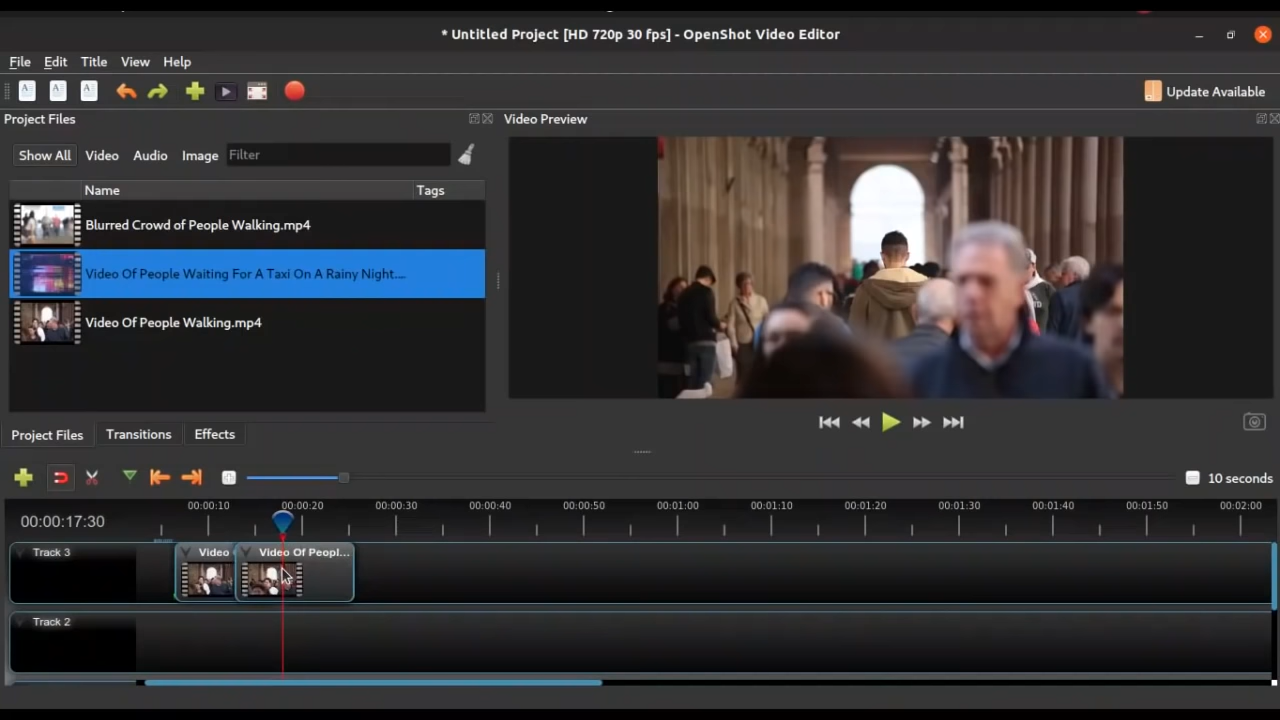 * Untitled Project [HD 720p 30 fps] - OpenShot Video Editor
File Edit Title View Help
Update Available
Project Files
Video Preview
Show All Video Audio Image Filter
Name Tags
Blurred Crowd of People Walking.mp4
Video Of People Waiting For A Taxi On A Rainy Night...
Video Of People Walking.mp4
Project Files Transitions Effects
10 seconds
00:00:17:30
00:00:10 00:00:20 00:00:30 00:00:40 00:00:50 00:01:00 00:01:10 00:01:20 00:01:30 00:01:40 00:01:50 00:02:00
Track 3
Video
Video Of Peopl...
Track 2